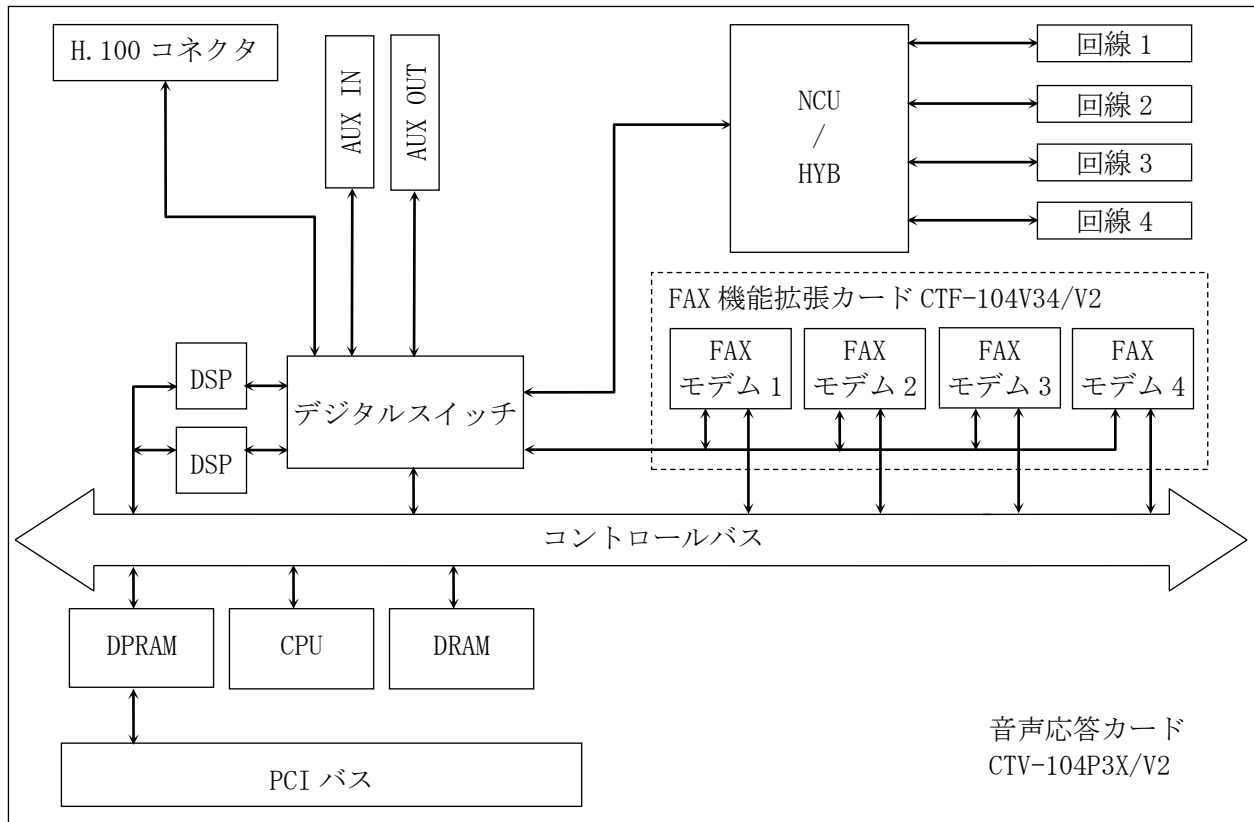 H.100 コネクタ
AUX IN
AUX OUT
NCU
/
HYB
回線 1
回線 2
回線 3
回線 4
FAX 機能拡張カード CTF-104V34/V2
FAX
モデム 1
FAX
モデム 2
FAX
モデム 3
FAX
モデム 4
DSP
DSP
デジタルスイッチ
コントロールバス
DPRAM
CPU
DRAM
PCI バス
音声応答カード
CTV-104P3X/V2